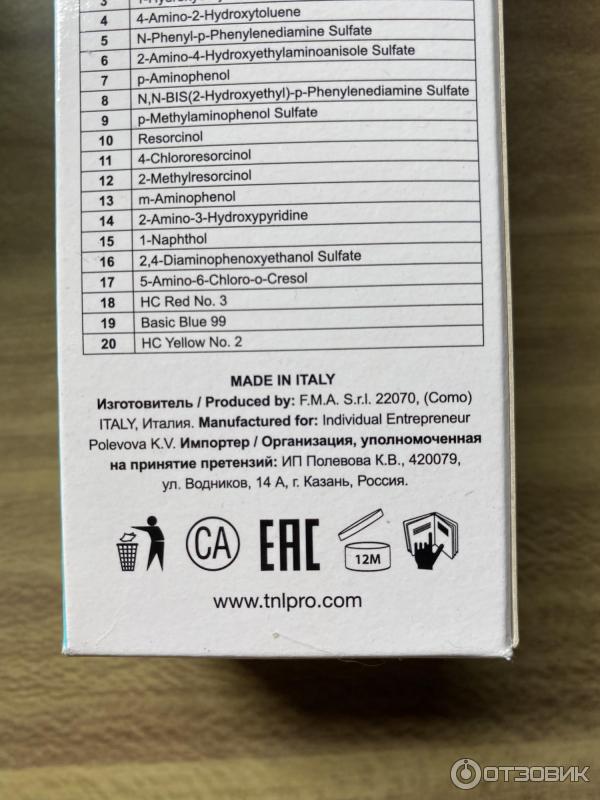 3
4 4-Amino-2-Hydroxytoluene
5 N-Phenyl-p-Phenylenediamine Sulfate
6 2-Amino-4-Hydroxyethylaminoanisole Sulfate
7 p-Aminophenol
8 N,N-BIS(2-Hydroxyethyl)-p-Phenylenediamine Sulfate
9 p-Methylaminophenol Sulfate
10 Resorcinol
11 4-Chlororesorcinol
12 2-Methylresorcinol
13 m-Aminophenol
14 2-Amino-3-Hydroxypyridine
15 1-Naphthol
16 2,4-Diaminophenoxyethanol Sulfate
17 5-Amino-6-Chloro-o-Cresol
18 HC Red No. 3
19 Basic Blue 99
20 HC Yellow No. 2
MADE IN ITALY
Изготовитель / Produced by: F.M.A. S.r.l. 22070, (Como)
ITALY, Италия. Manufactured for: Individual Entrepreneur
Polevova K.V. Импортер / Организация, уполномоченная
на принятие претензий: ИП Полевова К.В., 420079,
ул. Водников, 14 А, г. Казань, Россия.
CA EAC 12M
www.tnlpro.com
ОТЗОВИК